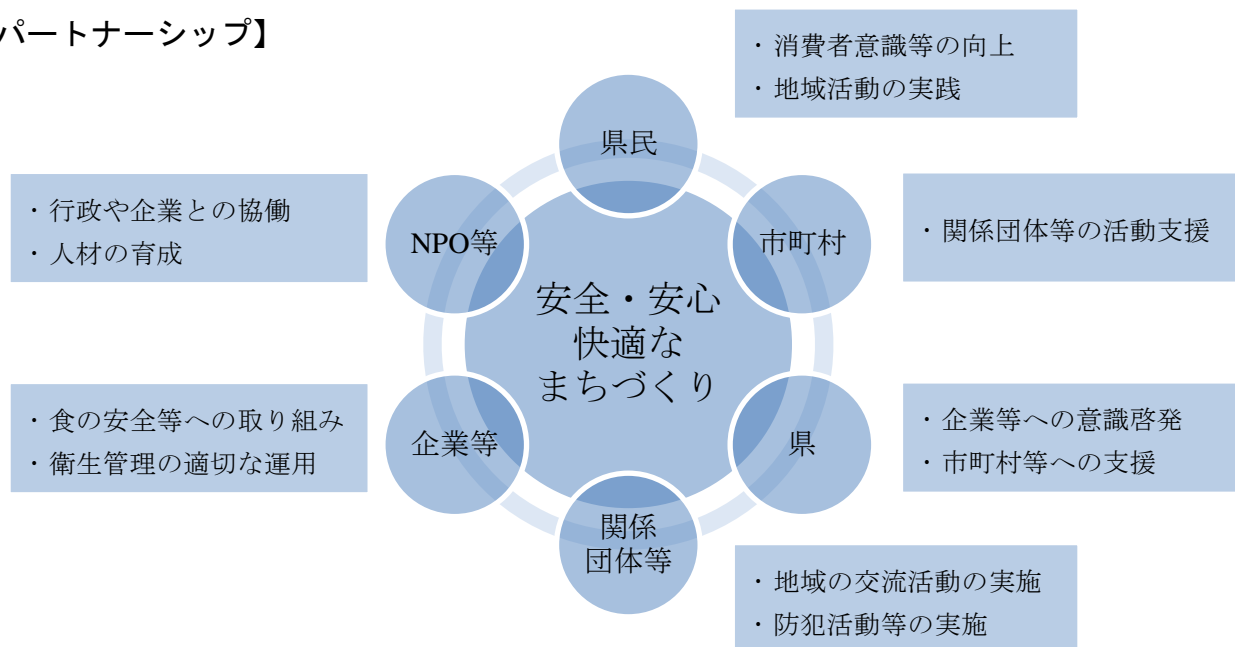 パートナーシップ】
・消費者意識等の向上
・地域活動の実践
県民
・行政や企業との協働
・人材の育成
NPO等
市町村
・関係団体等の活動支援
安全・安心
快適な
まちづくり
・食の安全等への取り組み
・衛生管理の適切な運用
企業等
県
・企業等への意識啓発
・市町村等への支援
関係
団体等
・地域の交流活動の実施
・防犯活動等の実施